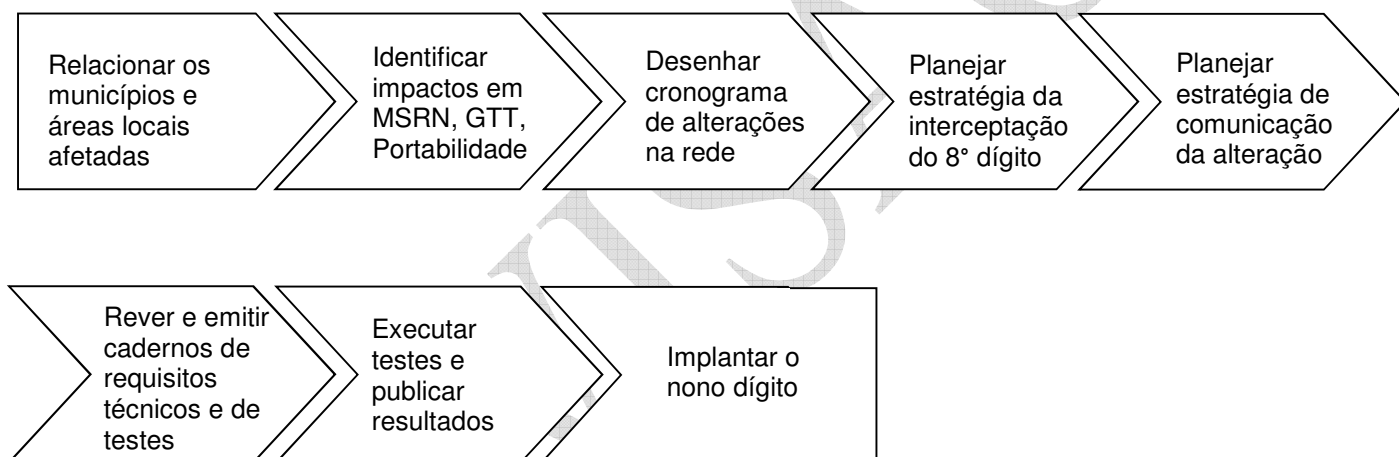 Relacionar os
municípios e
áreas locais
afetadas
Identificar
impactos em
MSRN, GTT,
Portabilidade
Desenhar
cronograma
de alterações
na rede
Planejar
estratégia da
interceptação
do 8° dígito
Planejar
estratégia de
comunicação
da alteração
Rever e emitir
cadernos de
requisitos
técnicos e de
testes
Executar
testes e
publicar
resultados
Implantar o
nono dígito